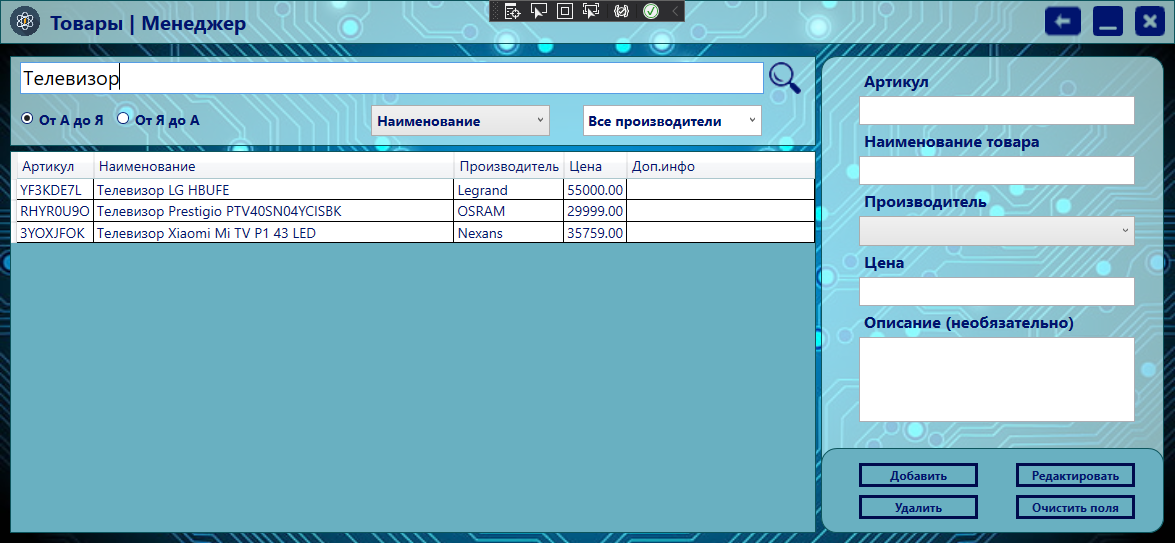 Товары | Менеджер
Телевизор
От А до Я От Я до А Наименование Все производители
Артикул Наименование Производитель Цена Доп.инфо
YF3KDE7L Телевизор LG HBUFE Legrand 55000.00
RHYR0U9O Телевизор Prestigio PTV40SN04YCISBK OSRAM 29999.00
3YOXJFOK Телевизор Xiaomi Mi TV P1 43 LED Nexans 35759.00
Артикул
Наименование товара
Производитель
Цена
Описание (необязательно)
Добавить Редактировать
Удалить Очистить поля